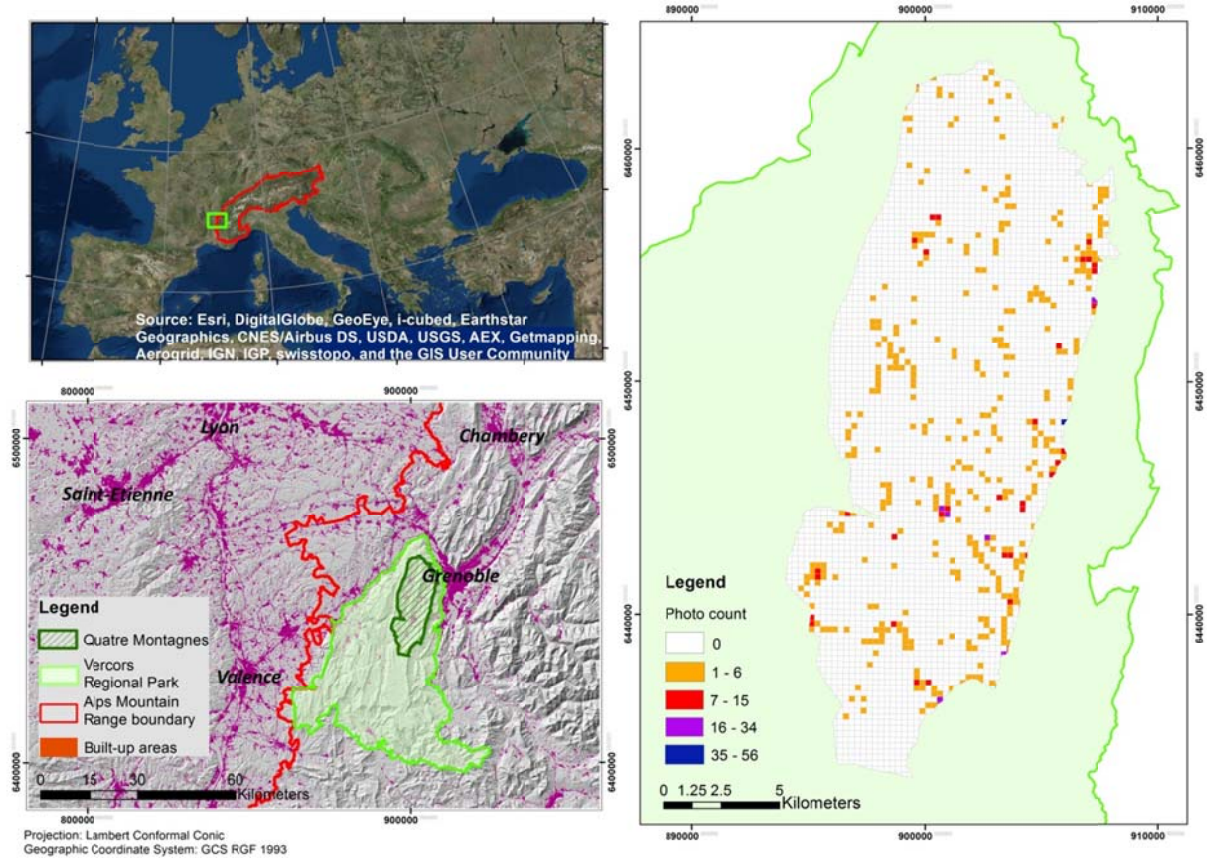 Source: Esri, DigitalGlobe, GeoEye, i-cubed, Earthstar
Geographics, CNES/Airbus DS, USDA, USGS, AEX, Getmapping,
Aerogrid, IGN, IGP, swisstopo, and the GIS User Community
800000
900000
6500000
6500000
Lyon
Chambery
Saint-Etienne
Grenoble
Valence
Legend
Quatre Montagnes
Vercors
Regional Park
Alps Mountain
Range boundary
Built-up areas
0 15 30 60
Kilometers
6400000
6400000
800000
900000
Projection: Lambert Conformal Conic
Geographic Coordinate System: GCS RGF 1993
890000
900000
910000
6460000
6460000
6450000
6450000
6440000
6440000
Legend
Photo count
0
1 - 6
7 - 15
16 - 34
35 - 56
0 1.25 2.5 5
Kilometers
890000
900000
910000